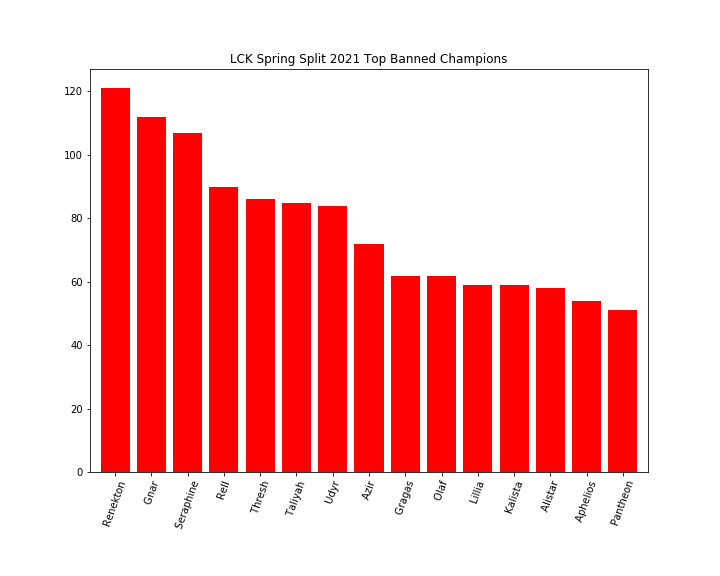 LCK Spring Split 2021 Top Banned Champions
120
100
80
60
40
20
0
Renekton
Gnar
Seraphine
Rell
Thresh
Taliyah
Udyr
Azir
Gragas
Olaf
Lillia
Kalista
Alistar
Aphelios
Pantheon